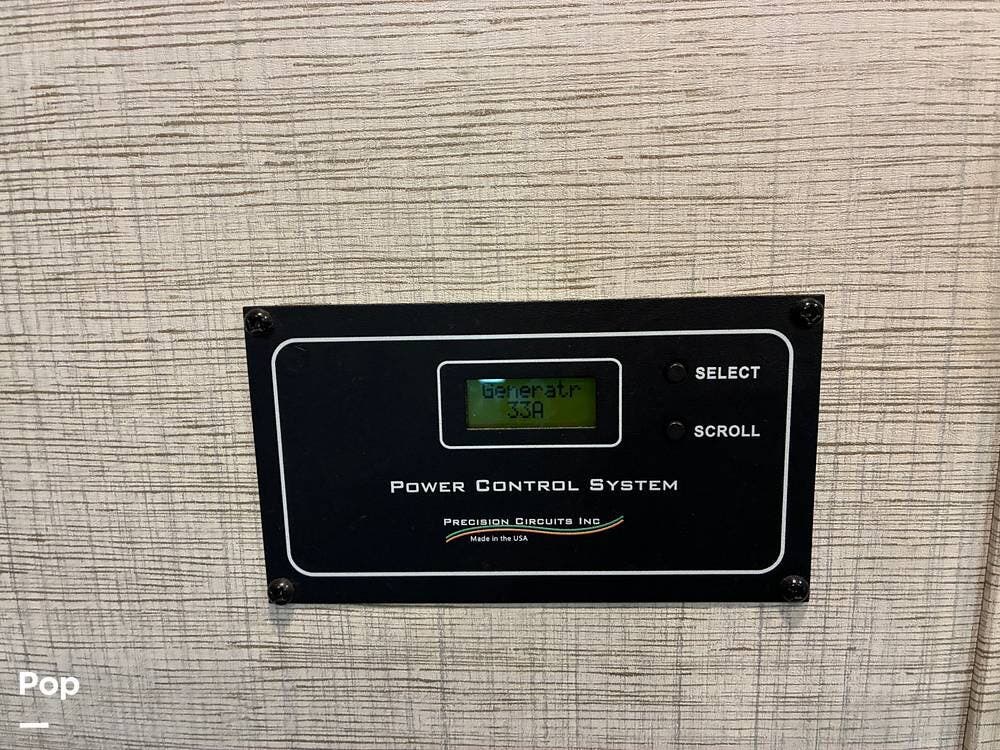 Generatr
33A
SELECT
SCROLL
POWER CONTROL SYSTEM
PRECISION CIRCUITS INC
Made in the USA
Pop